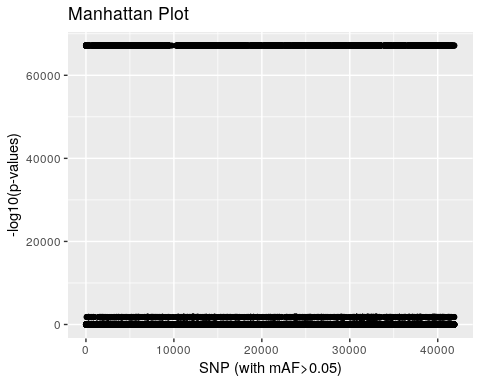 Manhattan Plot
-log10(p-values)
60000
40000
20000
0
0 10000 20000 30000 40000
SNP (with mAF>0.05)